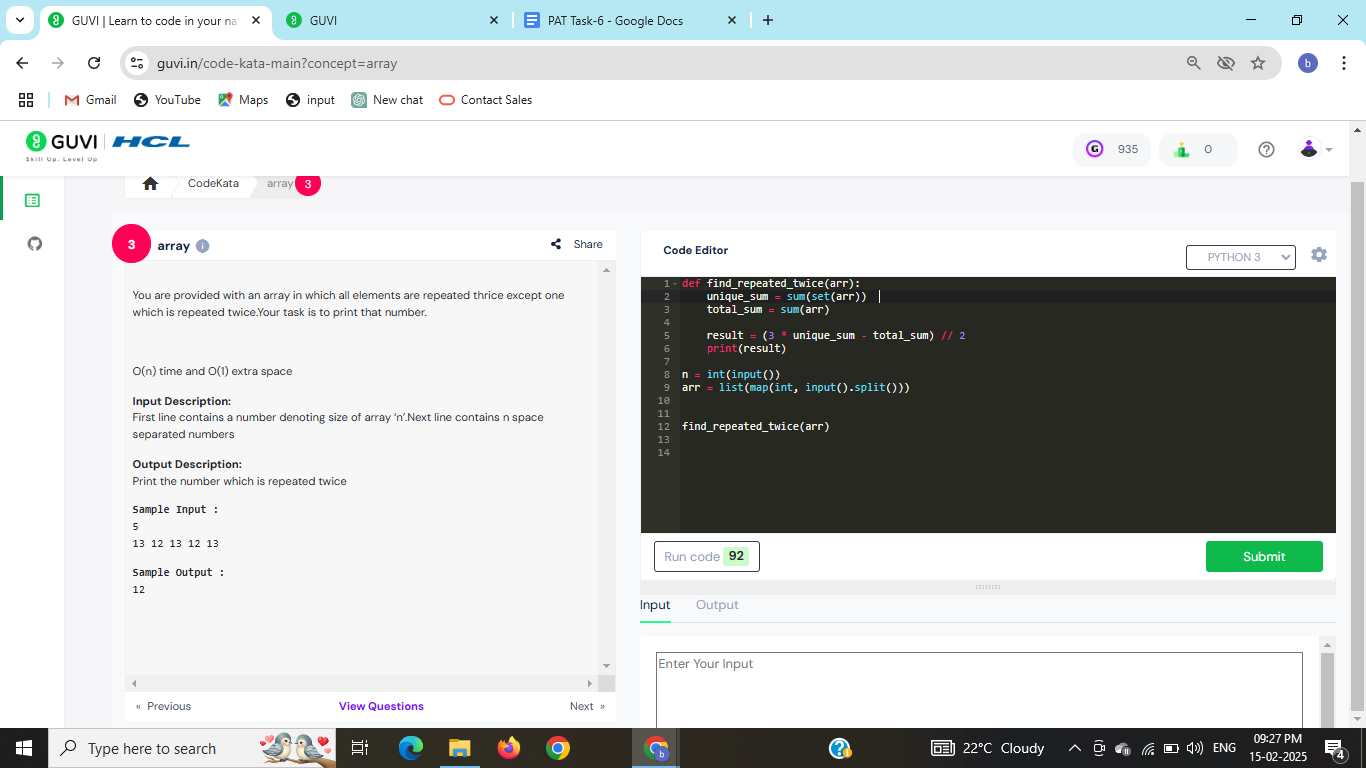 GUVI | Learn to code in your na
GUVI
PAT Task-6 - Google Docs
guvi.in/code-kata-main?concept=array
b
Gmail
YouTube
Maps
input
New chat
Contact Sales
GUVI
HCL
Skill Up. Level Up
G
935
0
CodeKata
array
3
3
array
Share
You are provided with an array in which all elements are repeated thrice except one
which is repeated twice.Your task is to print that number.
O(n) time and O(1) extra space
Input Description:
First line contains a number denoting size of array ‘n’.Next line contains n space
separated numbers
Output Description:
Print the number which is repeated twice
Sample Input :
5
13 12 13 12 13
Sample Output :
12
« Previous
View Questions
Next »
Code Editor
PYTHON 3
1 def find_repeated_twice(arr):
2     unique_sum = sum(set(arr))
3     total_sum = sum(arr)
4
5     result = (3 * unique_sum - total_sum) // 2
6     print(result)
7
8 n = int(input())
9 arr = list(map(int, input().split()))
10
11
12 find_repeated_twice(arr)
13
14
Run code 92
Submit
Input
Output
Enter Your Input
Type here to search
b
22°C Cloudy
ENG
09:27 PM
15-02-2025
4